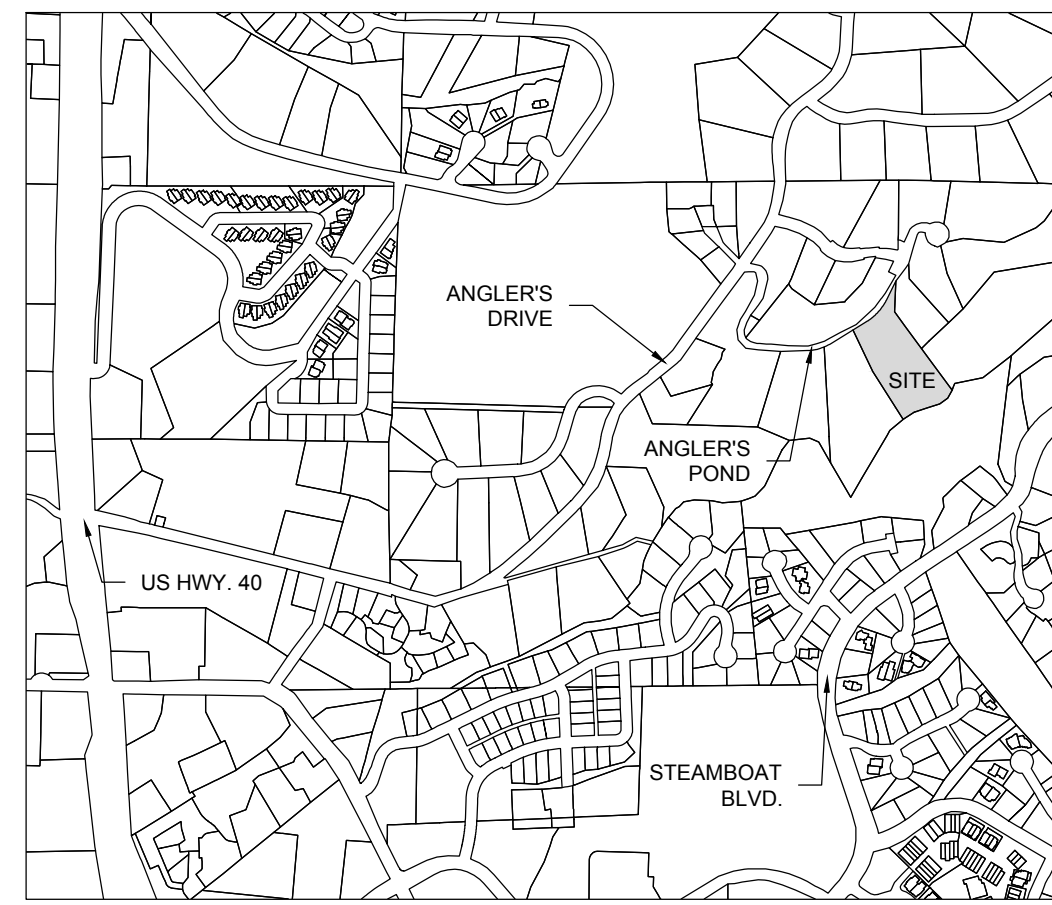 ANGLER'S
DRIVE
SITE
ANGLER'S
POND
US HWY. 40
STEAMBOAT
BLVD.